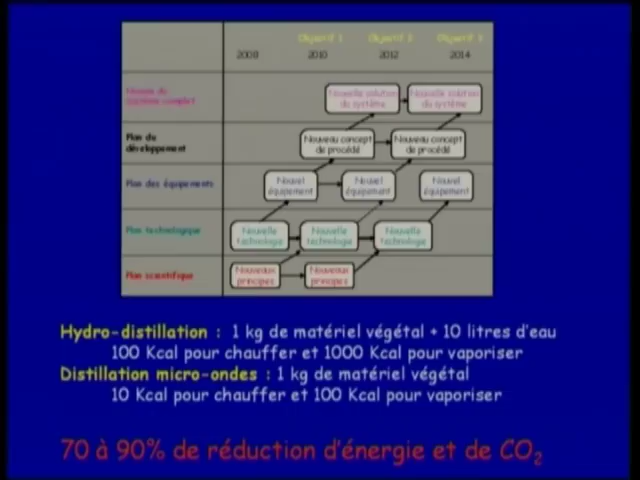 Objectif 1 Objectif 2 Objectif 3
2008 2010 2012 2014
Niveau du Nouvelle solution Nouvelle solution
système complet du système du système
Plan du Nouveau concept Nouveau concept
développement de procédé de procédé
Plan des équipements Nouvel Nouvel Nouvel
équipement équipement équipement
Plan technologique Nouvelle Nouvelle Nouvelle
technologie technologie technologie
Plan scientifique Nouveaux Nouveaux
principes principes
Hydro-distillation : 1 kg de matériel végétal + 10 litres d'eau
100 Kcal pour chauffer et 1000 Kcal pour vaporiser
Distillation micro-ondes : 1 kg de matériel végétal
10 Kcal pour chauffer et 100 Kcal pour vaporiser
70 à 90% de réduction d'énergie et de CO2